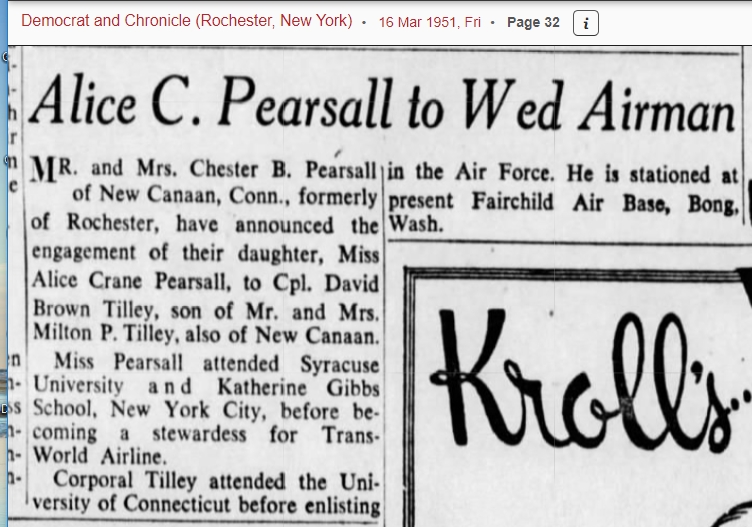 Democrat and Chronicle (Rochester, New York) • 16 Mar 1951, Fri • Page 32 i
Alice C. Pearsall to Wed Airman
MR. and Mrs. Chester B. Pearsall
of New Canaan, Conn., formerly
of Rochester, have announced the
engagement of their daughter, Miss
Alice Crane Pearsall, to Cpl. David
Brown Tilley, son of Mr. and Mrs.
Milton P. Tilley, also of New Canaan.
Miss Pearsall attended Syracuse
University and Katherine Gibbs
School, New York City, before be-
coming a stewardess for Trans-
World Airline.
Corporal Tilley attended the Uni-
versity of Connecticut before enlisting
in the Air Force. He is stationed at
present Fairchild Air Base, Bong,
Wash.
Kroll's...